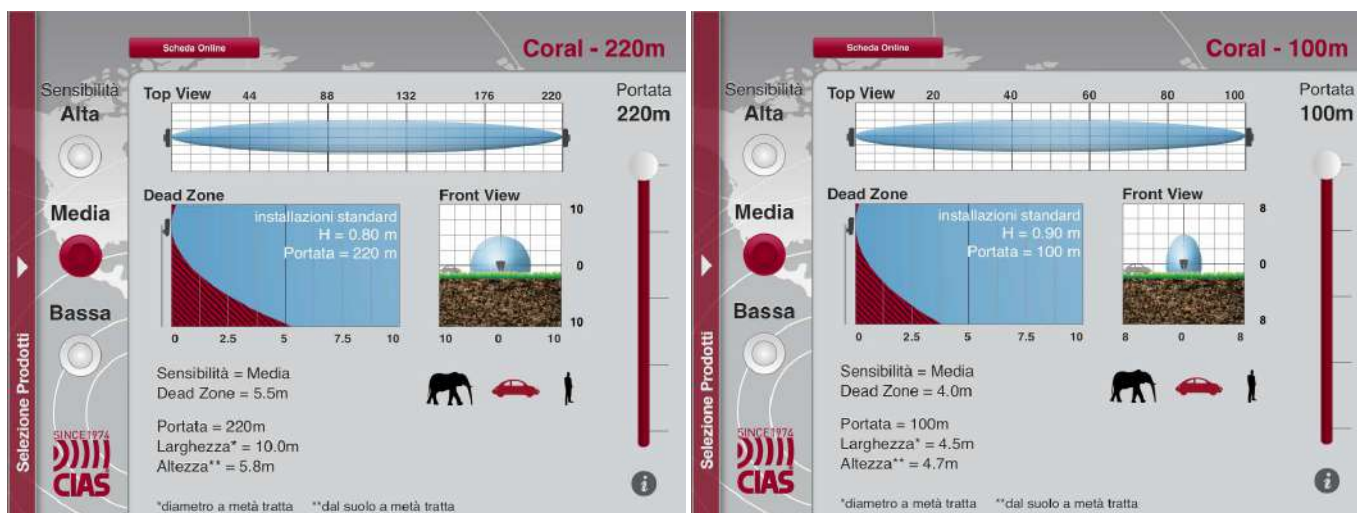 Scheda Online
Coral - 220m
Sensibilità
Alta
Media
Bassa
Selezione Prodotti
Top View 44 88 132 176 220
Portata
220m
Dead Zone
installazioni standard
H = 0.80 m
Portata = 220 m
0 2.5 5 7.5 10
Front View
10
0
10
10 0 10
Sensibilità = Media
Dead Zone = 5.5m
Portata = 220m
Larghezza* = 10.0m
Altezza** = 5.8m
*diametro a metà tratta **dal suolo a metà tratta
SINCE1974
CIAS
i
Scheda Online
Coral - 100m
Sensibilità
Alta
Media
Bassa
Selezione Prodotti
Top View 20 40 60 80 100
Portata
100m
Dead Zone
installazioni standard
H = 0.90 m
Portata = 100 m
0 2.5 5 7.5 10
Front View
8
0
8
8 0 8
Sensibilità = Media
Dead Zone = 4.0m
Portata = 100m
Larghezza* = 4.5m
Altezza** = 4.7m
*diametro a metà tratta **dal suolo a metà tratta
SINCE1974
CIAS
i